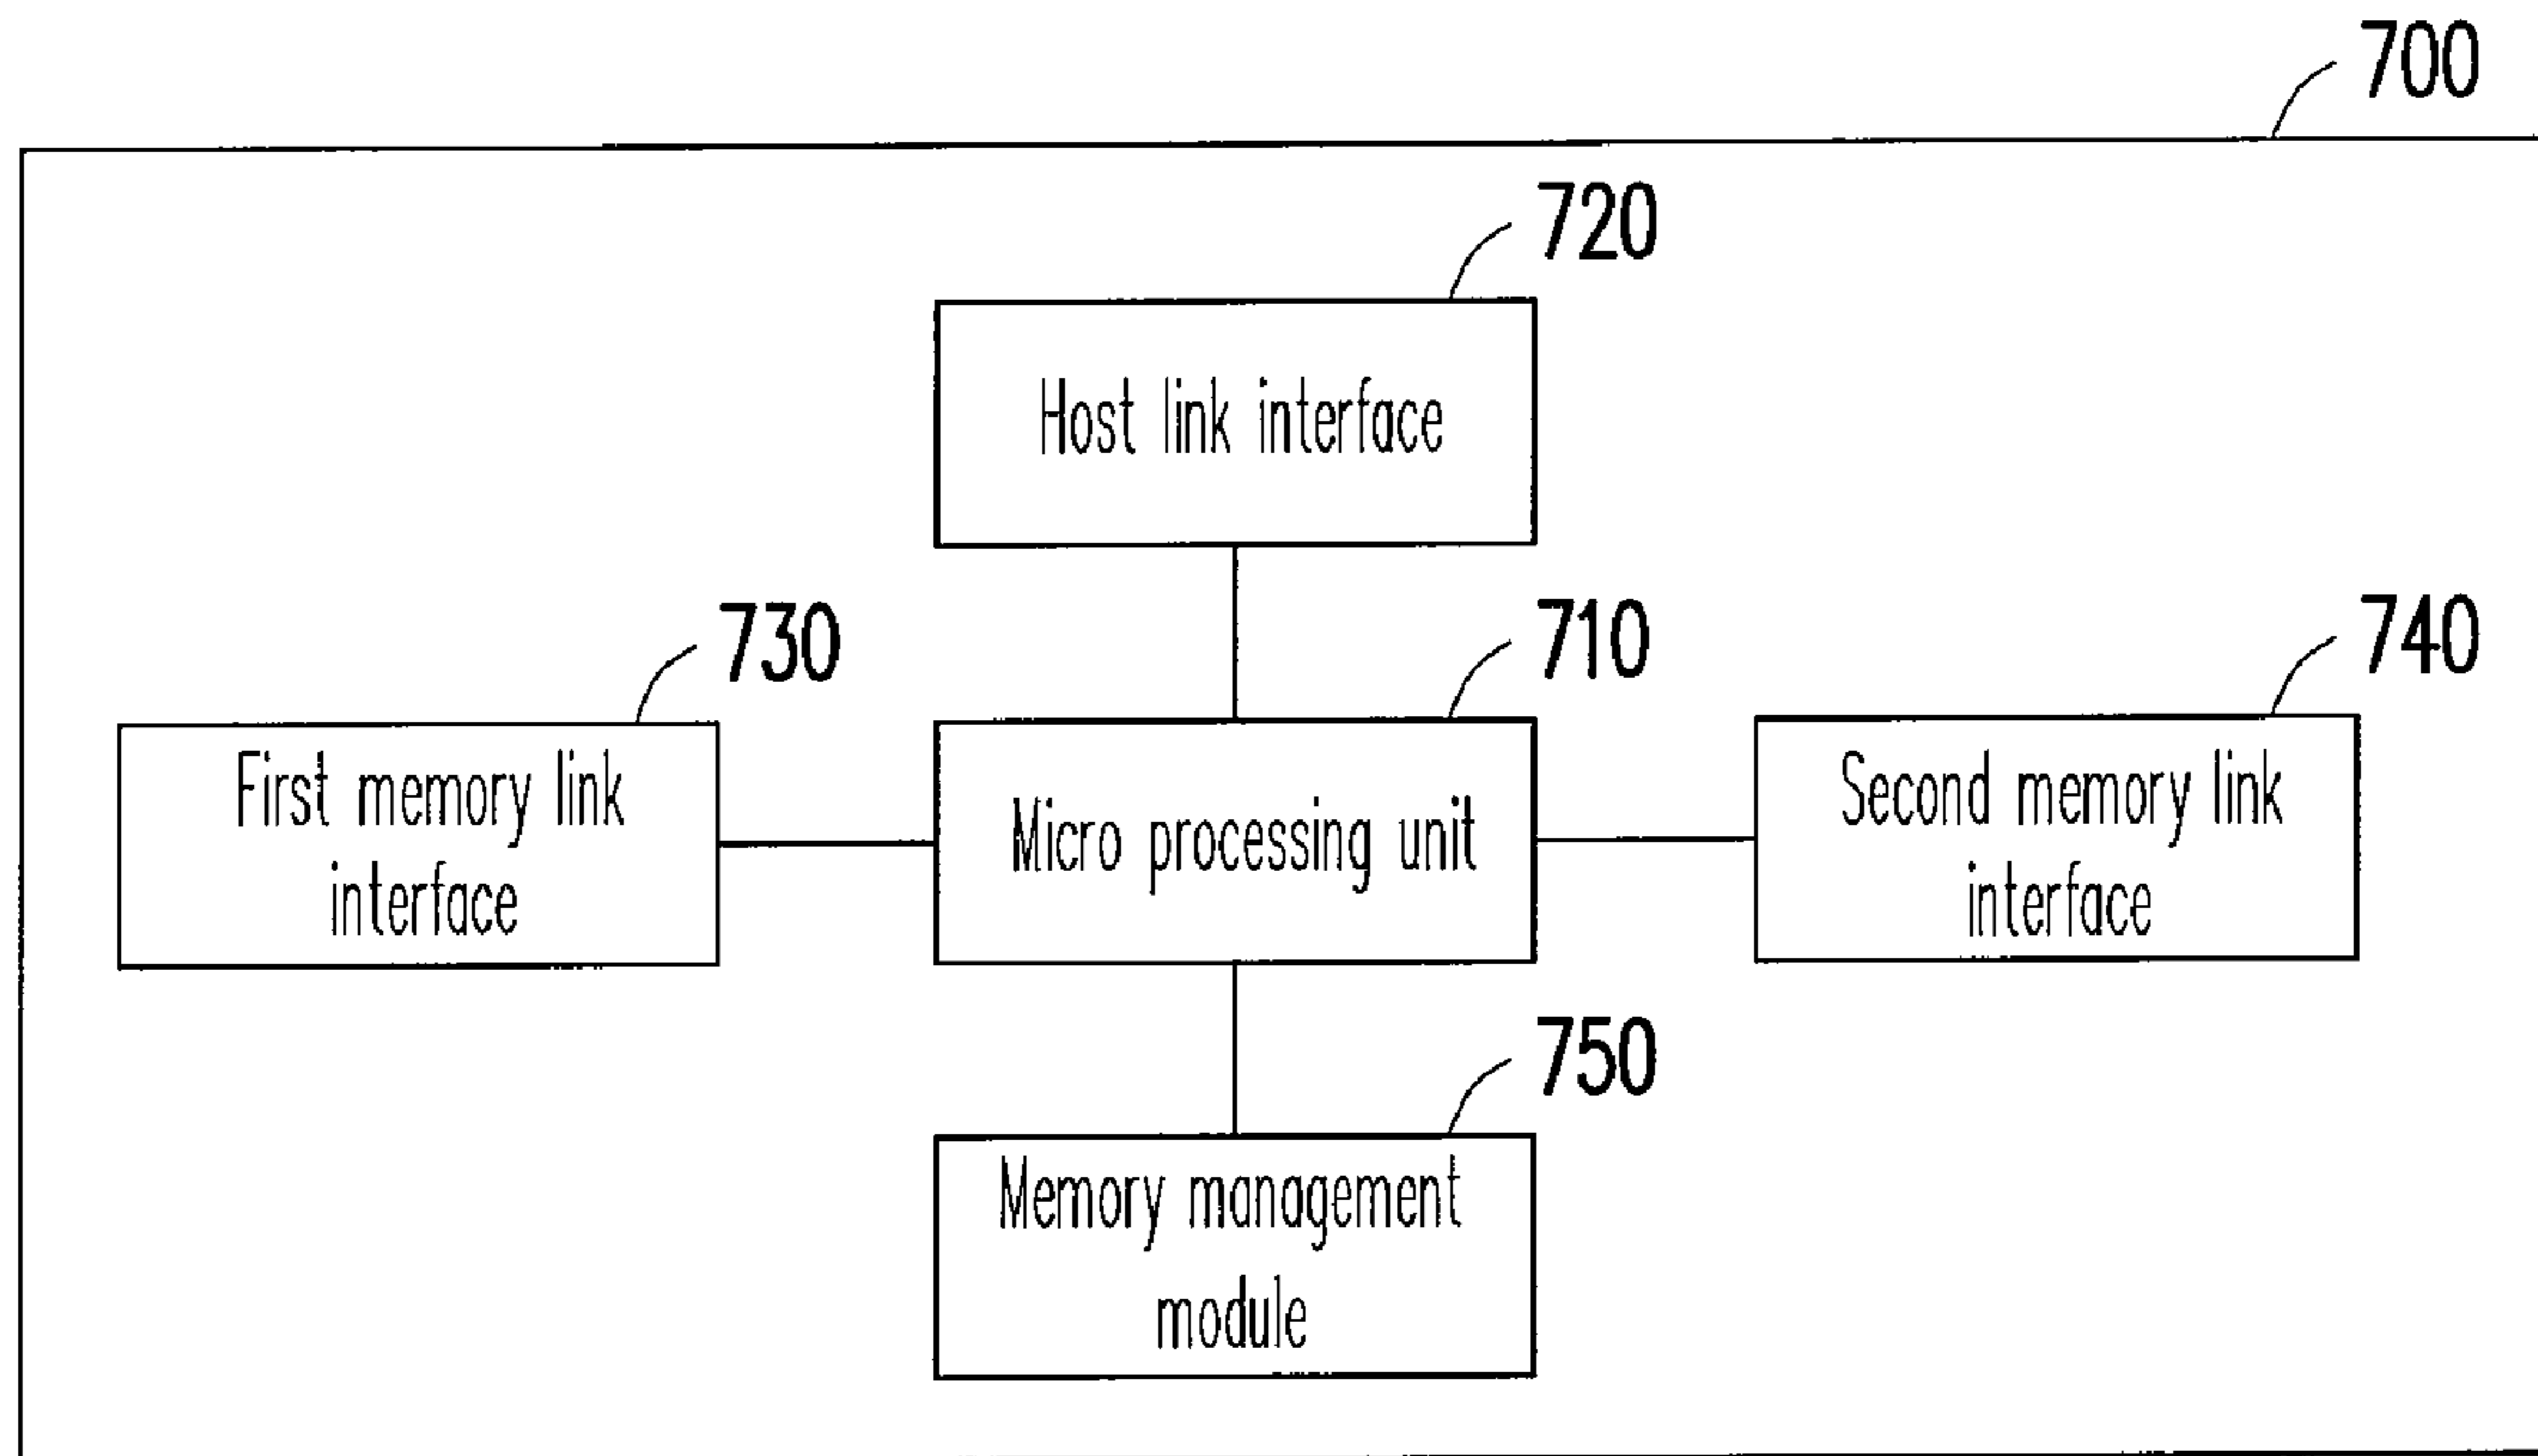 700
720
Host link interface
730
710
740
First memory link
interface
Micro processing unit
Second memory link
interface
750
Memory management
module